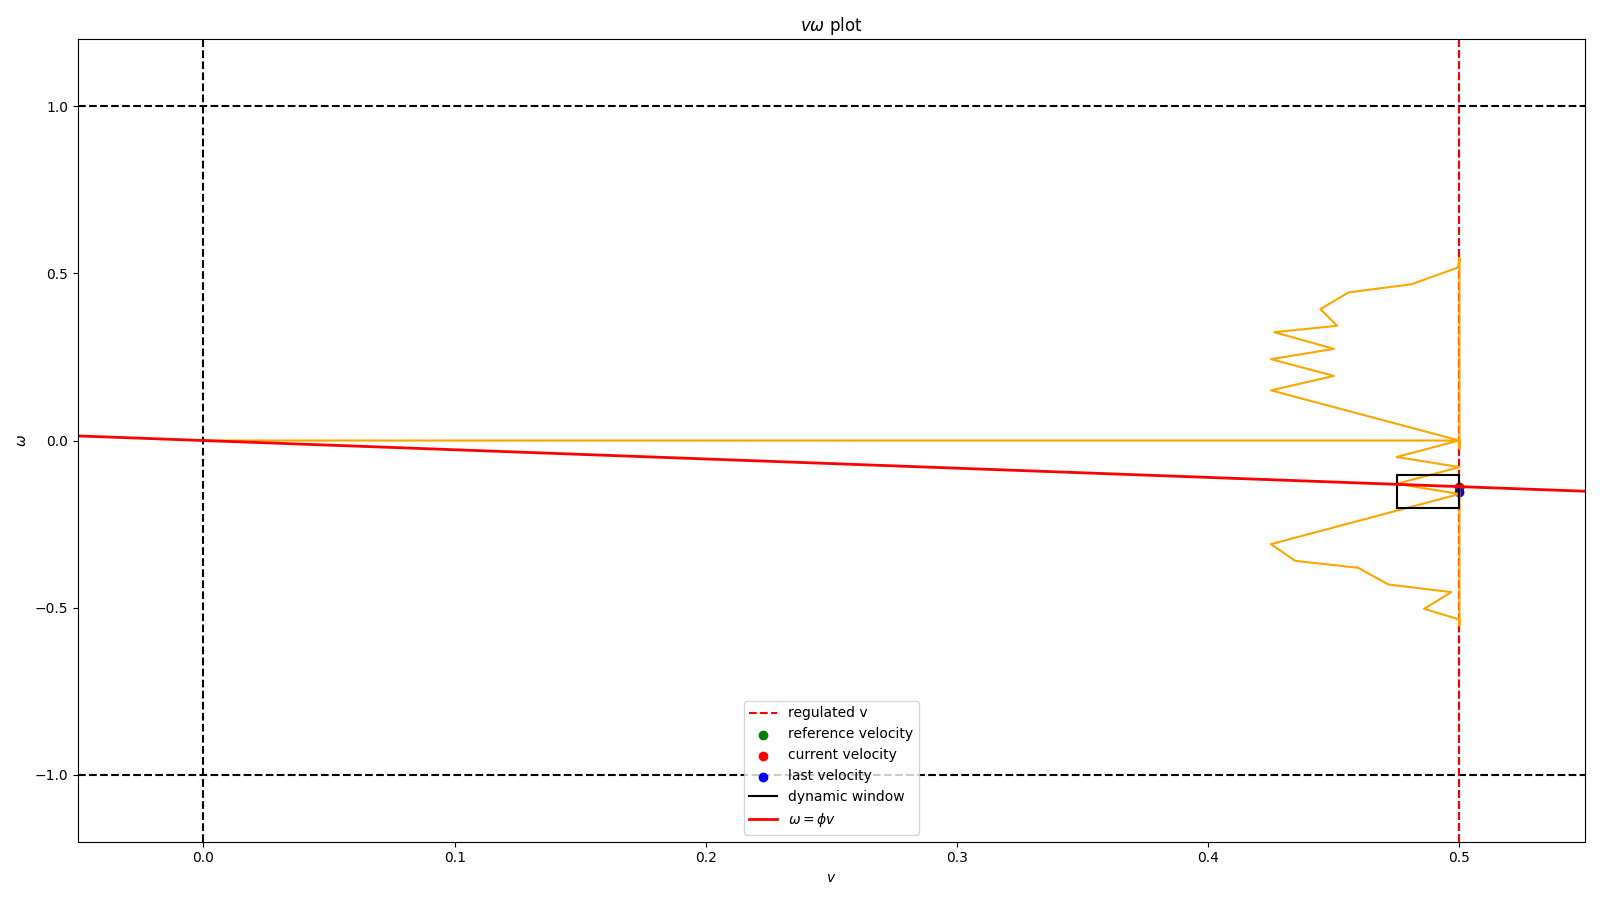 vω plot
1.0
0.5
0.0
−0.5
−1.0
ω
0.0 0.1 0.2 0.3 0.4 0.5
v
regulated v
reference velocity
current velocity
last velocity
dynamic window
ω = ϕv